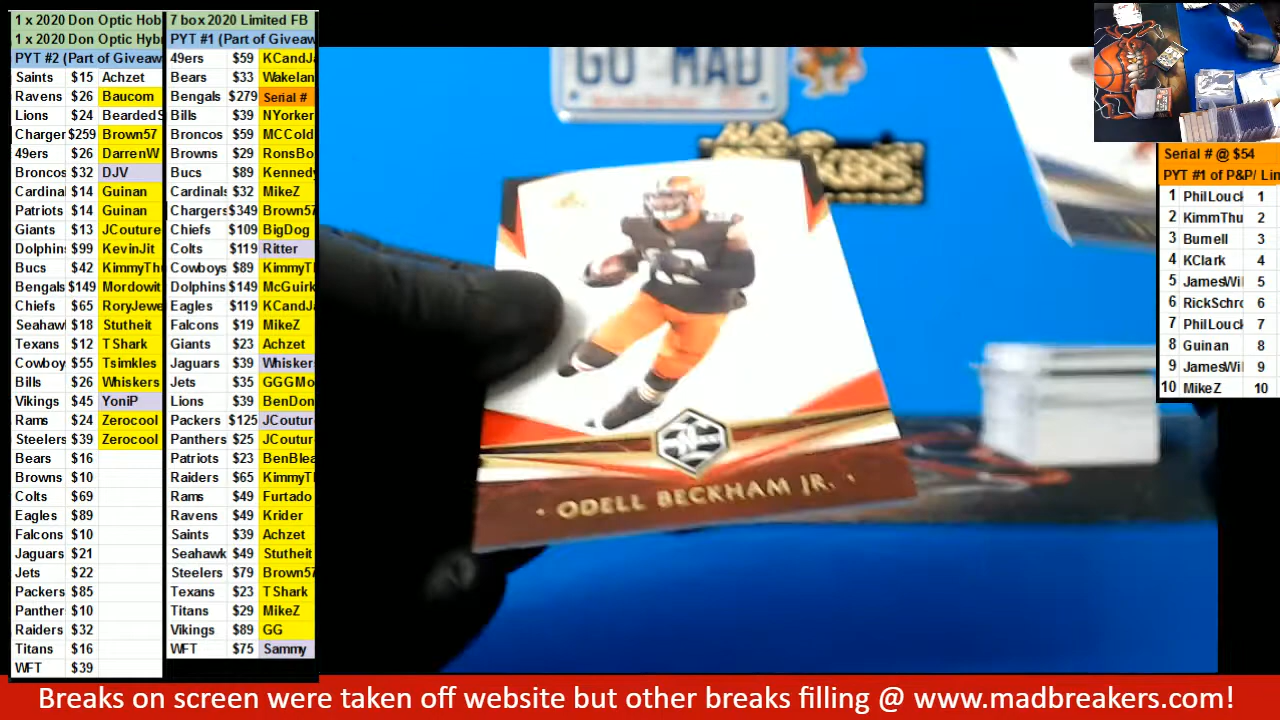 1 x 2020 Don Optic Hob
1 x 2020 Don Optic Hybr
PYT #2 (Part of Giveaw
Saints $15 Achzet
Ravens $26 Baucom
Lions $24 BeardedS
Charger $259 Brown57
49ers $26 DarrenW
Broncos $32 DJV
Cardinal $14 Guinan
Patriots $14 Guinan
Giants $13 JCouture
Dolphins $99 KevinJit
Bucs $42 KimmyThu
Bengals $149 Mordowit
Chiefs $65 RoryJewe
Seahawl $18 Stutheit
Texans $12 T Shark
Cowboy $55 Tsimkles
Bills $26 Whiskers
Vikings $45 YoniP
Rams $24 Zerocool
Steelers $39 Zerocool
Bears $16
Browns $10
Colts $69
Eagles $89
Falcons $10
Jaguars $21
Jets $22
Packers $85
Panther $10
Raiders $32
Titans $16
WFT $39
7 box 2020 Limited FB
PYT #1 (Part of Giveaw
49ers $59 KCandJa
Bears $33 Wakelan
Bengals $279 Serial #
Bills $39 NYorker
Broncos $59 MCCold
Browns $29 RonsBo
Bucs $89 Kennedy
Cardinals $32 MikeZ
Chargers $349 Brown57
Chiefs $109 BigDog
Colts $119 Ritter
Cowboys $89 KimmyTl
Dolphins $149 McGuirk
Eagles $119 KCandJa
Falcons $19 MikeZ
Giants $23 Achzet
Jaguars $39 Whisker
Jets $35 GGGMo
Lions $39 BenDon
Packers $125 JCoutur
Panthers $25 JCoutur
Patriots $23 BenBlea
Raiders $65 KimmyTl
Rams $49 Furtado
Ravens $49 Krider
Saints $39 Achzet
Seahawk $49 Stutheit
Steelers $79 Brown57
Texans $23 T Shark
Titans $29 MikeZ
Vikings $89 GG
WFT $75 Sammy
GO MAD
ODELL BECKHAM JR.
Serial # @ $54
PYT #1 of P&P/ Lim
1 PhilLouck 1
2 KimmThu 2
3 Burnell 3
4 KClark 4
5 JamesWil 5
6 RickSchro 6
7 PhilLouck 7
8 Guinan 8
9 JamesWil 9
10 MikeZ 10
Breaks on screen were taken off website but other breaks filling @ www.madbreakers.com!